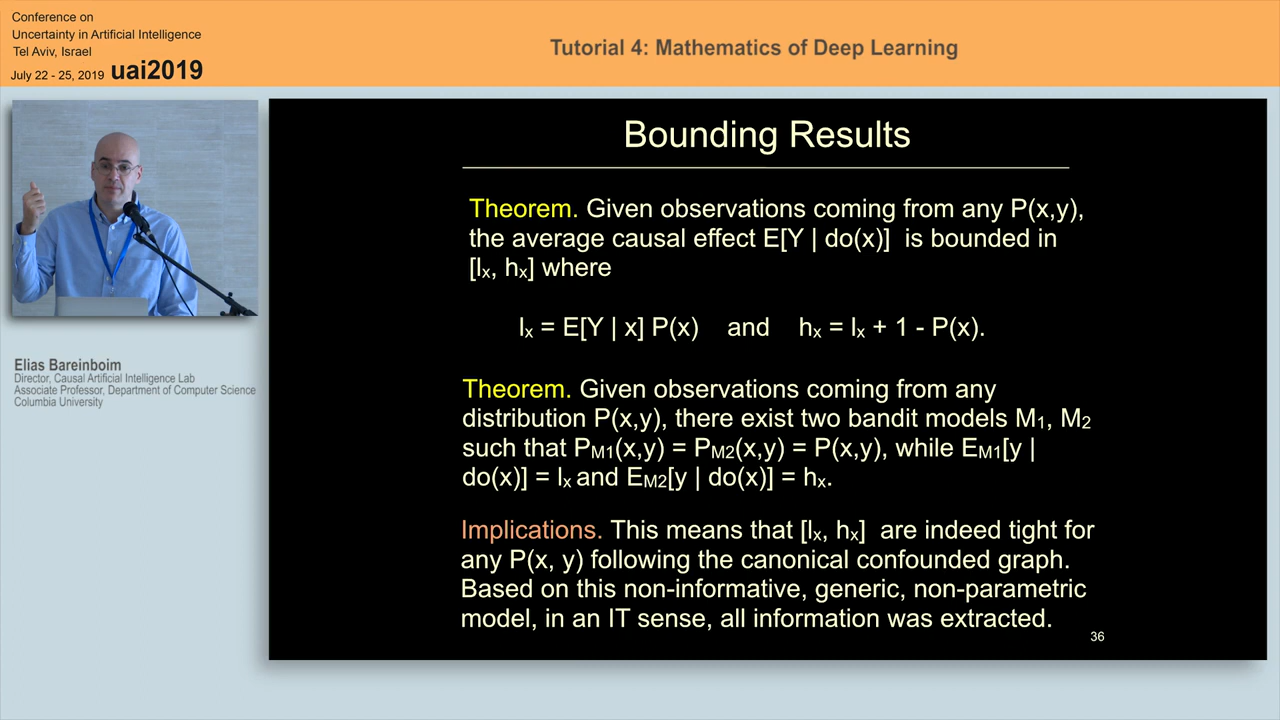 Conference on
Uncertainty in Artificial Intelligence
Tel Aviv, Israel
July 22 - 25, 2019 uai2019
Tutorial 4: Mathematics of Deep Learning
Elias Bareinboim
Director, Causal Artificial Intelligence Lab
Associate Professor, Department of Computer Science
Columbia University
Bounding Results
Theorem. Given observations coming from any P(x,y),
the average causal effect E[Y | do(x)] is bounded in
[lₓ, hₓ] where
lₓ = E[Y | x] P(x) and hₓ = lₓ + 1 - P(x).
Theorem. Given observations coming from any
distribution P(x,y), there exist two bandit models M₁, M₂
such that PM1(x,y) = PM2(x,y) = P(x,y), while EM1[y |
do(x)] = lₓ and EM2[y | do(x)] = hₓ.
Implications. This means that [lₓ, hₓ] are indeed tight for
any P(x, y) following the canonical confounded graph.
Based on this non-informative, generic, non-parametric
model, in an IT sense, all information was extracted.
36